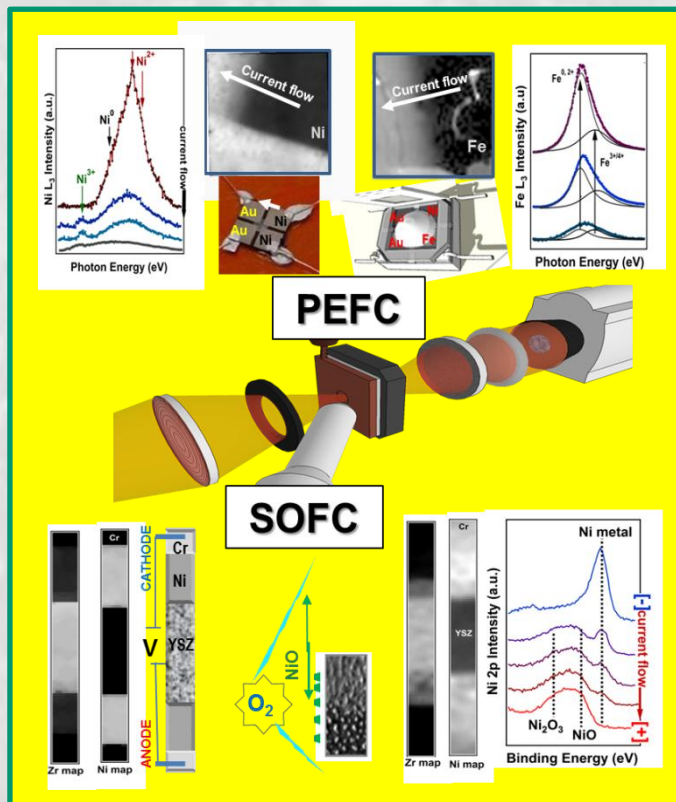 Ni L₃ Intensity (a.u.)
Ni³⁺
Ni⁰
Ni²⁺
current flow
Photon Energy (eV)
Current flow
Ni
Au
Ni
Au
Ni
Current flow
Fe
Au
Au
Fe
Fe L₃ Intensity (a.u)
Fe⁰, ²⁺
Fe³⁺/⁴⁺
Photon Energy (eV)
PEFC
SOFC
Zr map
Cr
Ni map
CATHODE
V
ANODE
Cr
Ni
YSZ
NiO
O₂
Zr map
Cr
YSZ
Ni map
Ni 2p Intensity (a.u.)
Ni metal
[-]
current flow
[+]
Ni₂O₃
NiO
Binding Energy (eV)